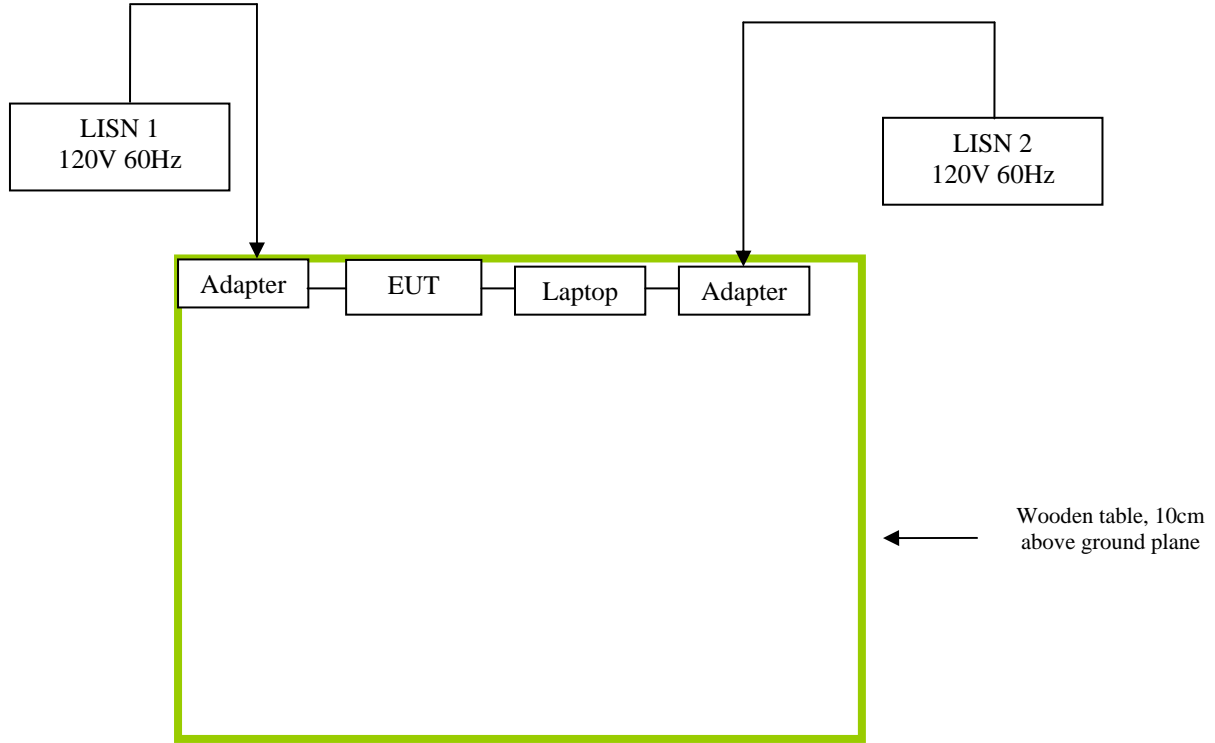 LISN 1
120V 60Hz
LISN 2
120V 60Hz
Adapter
EUT
Laptop
Adapter
Wooden table, 10cm
above ground plane